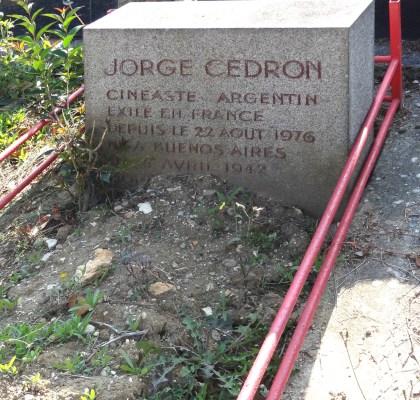 JORGE CEDRON
CINEASTE ARGENTIN
EXILE EN FRANCE
DEPUIS LE 22 AOUT 1976
A BUENOS AIRES
AVRIL 1942